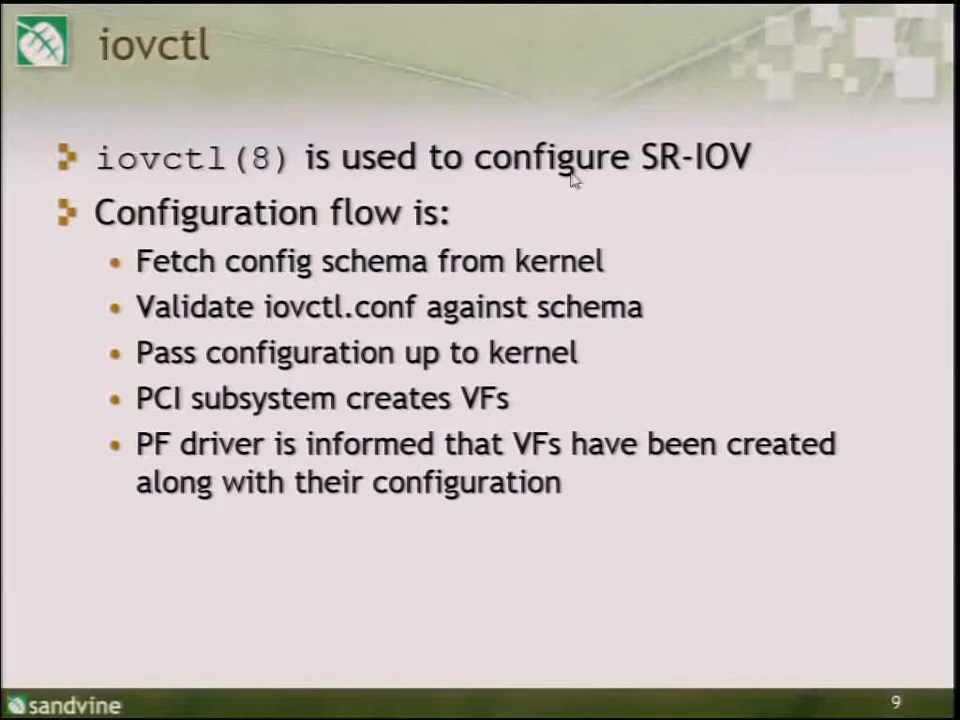 iovctl
iovctl(8) is used to configure SR-IOV
Configuration flow is:
Fetch config schema from kernel
Validate iovctl.conf against schema
Pass configuration up to kernel
PCI subsystem creates VFs
PF driver is informed that VFs have been created
along with their configuration
sandvine
9